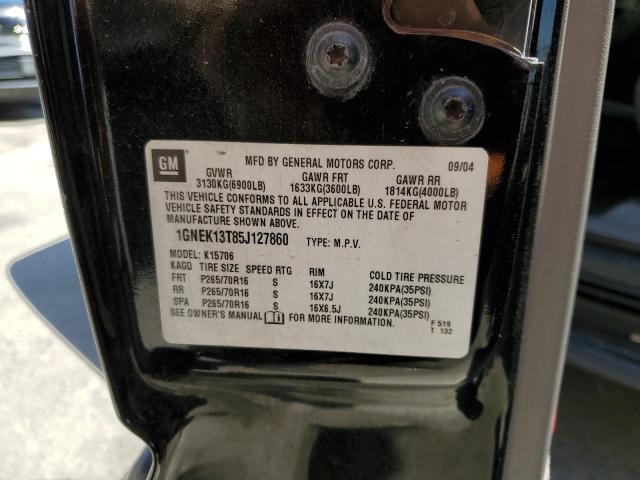 GM
MFD BY GENERAL MOTORS CORP. 09/04
GVWR GAWR FRT GAWR RR
3130KG(6900LB) 1633KG(3600LB) 1814KG(4000LB)
THIS VEHICLE CONFORMS TO ALL APPLICABLE U.S. FEDERAL MOTOR
VEHICLE SAFETY STANDARDS IN EFFECT ON THE DATE OF
MANUFACTURE SHOWN ABOVE.
1GNEK13T85J127860 TYPE: M.P.V.
MODEL: K15706
KAGQ TIRE SIZE SPEED RTG RIM COLD TIRE PRESSURE
FRT P265/70R16 S 16X7J 240KPA(35PSI)
RR P265/70R16 S 16X7J 240KPA(35PSI)
SPA P265/70R16 S 16X6.5J 240KPA(35PSI)
SEE OWNER'S MANUAL FOR MORE INFORMATION.
F 519
T 132